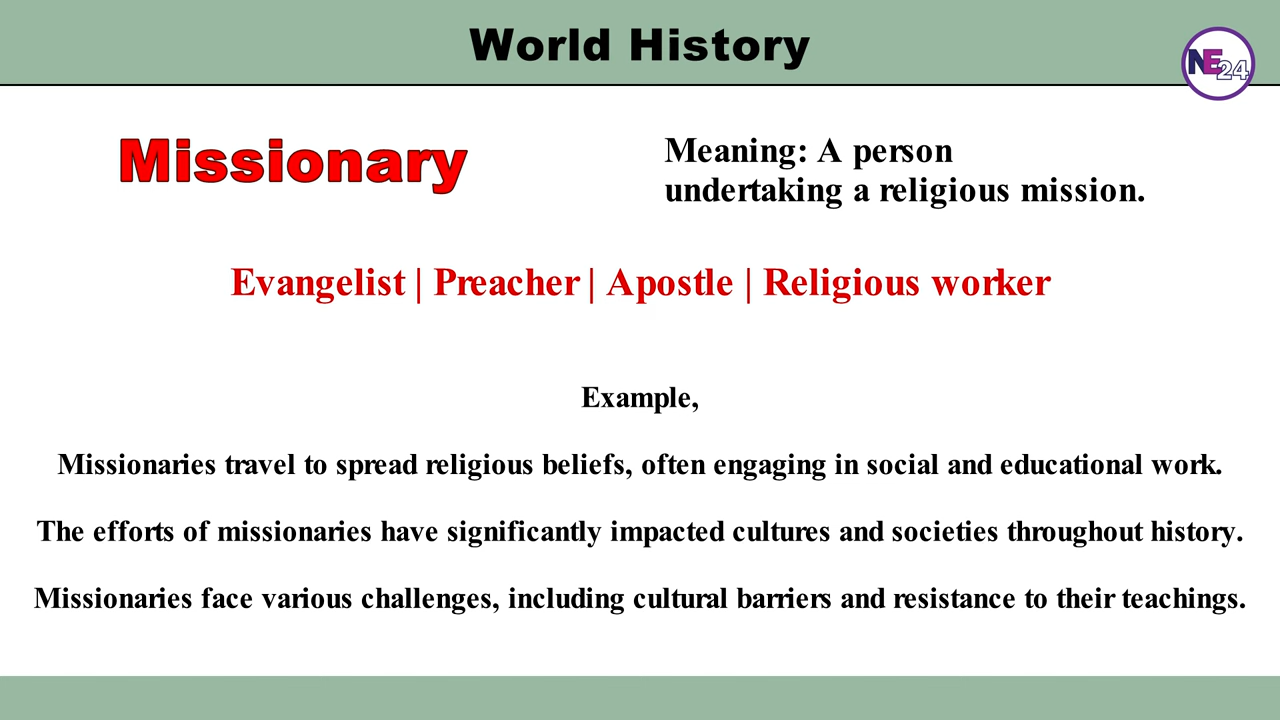 World History
NE24
Missionary
Meaning: A person
undertaking a religious mission.
Evangelist | Preacher | Apostle | Religious worker
Example,
Missionaries travel to spread religious beliefs, often engaging in social and educational work.
The efforts of missionaries have significantly impacted cultures and societies throughout history.
Missionaries face various challenges, including cultural barriers and resistance to their teachings.